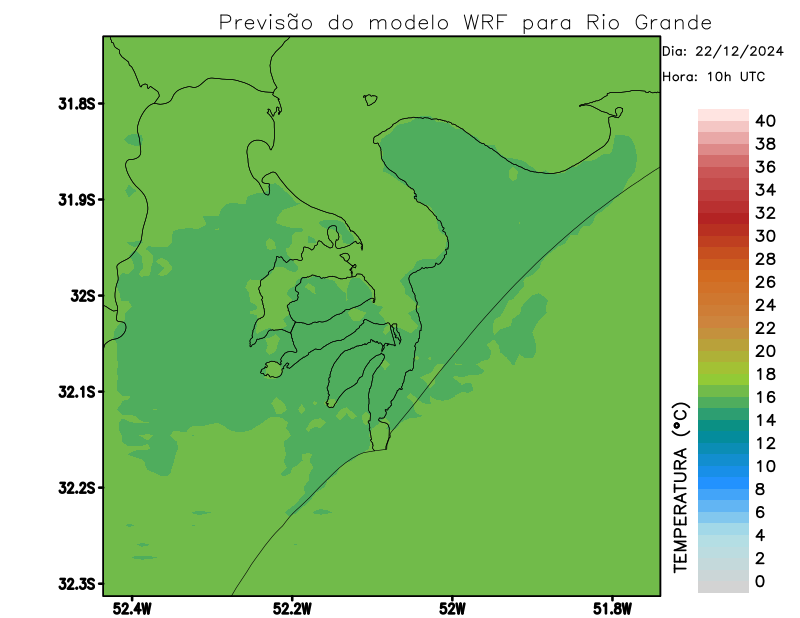 Previsão do modelo WRF para Rio Grande
Dia: 22/12/2024
Hora: 10h UTC
31.8S
31.9S
32S
32.1S
32.2S
32.3S
52.4W
52.2W
52W
51.8W
TEMPERATURA (°C)
40
38
36
34
32
30
28
26
24
22
20
18
16
14
12
10
8
6
4
2
0